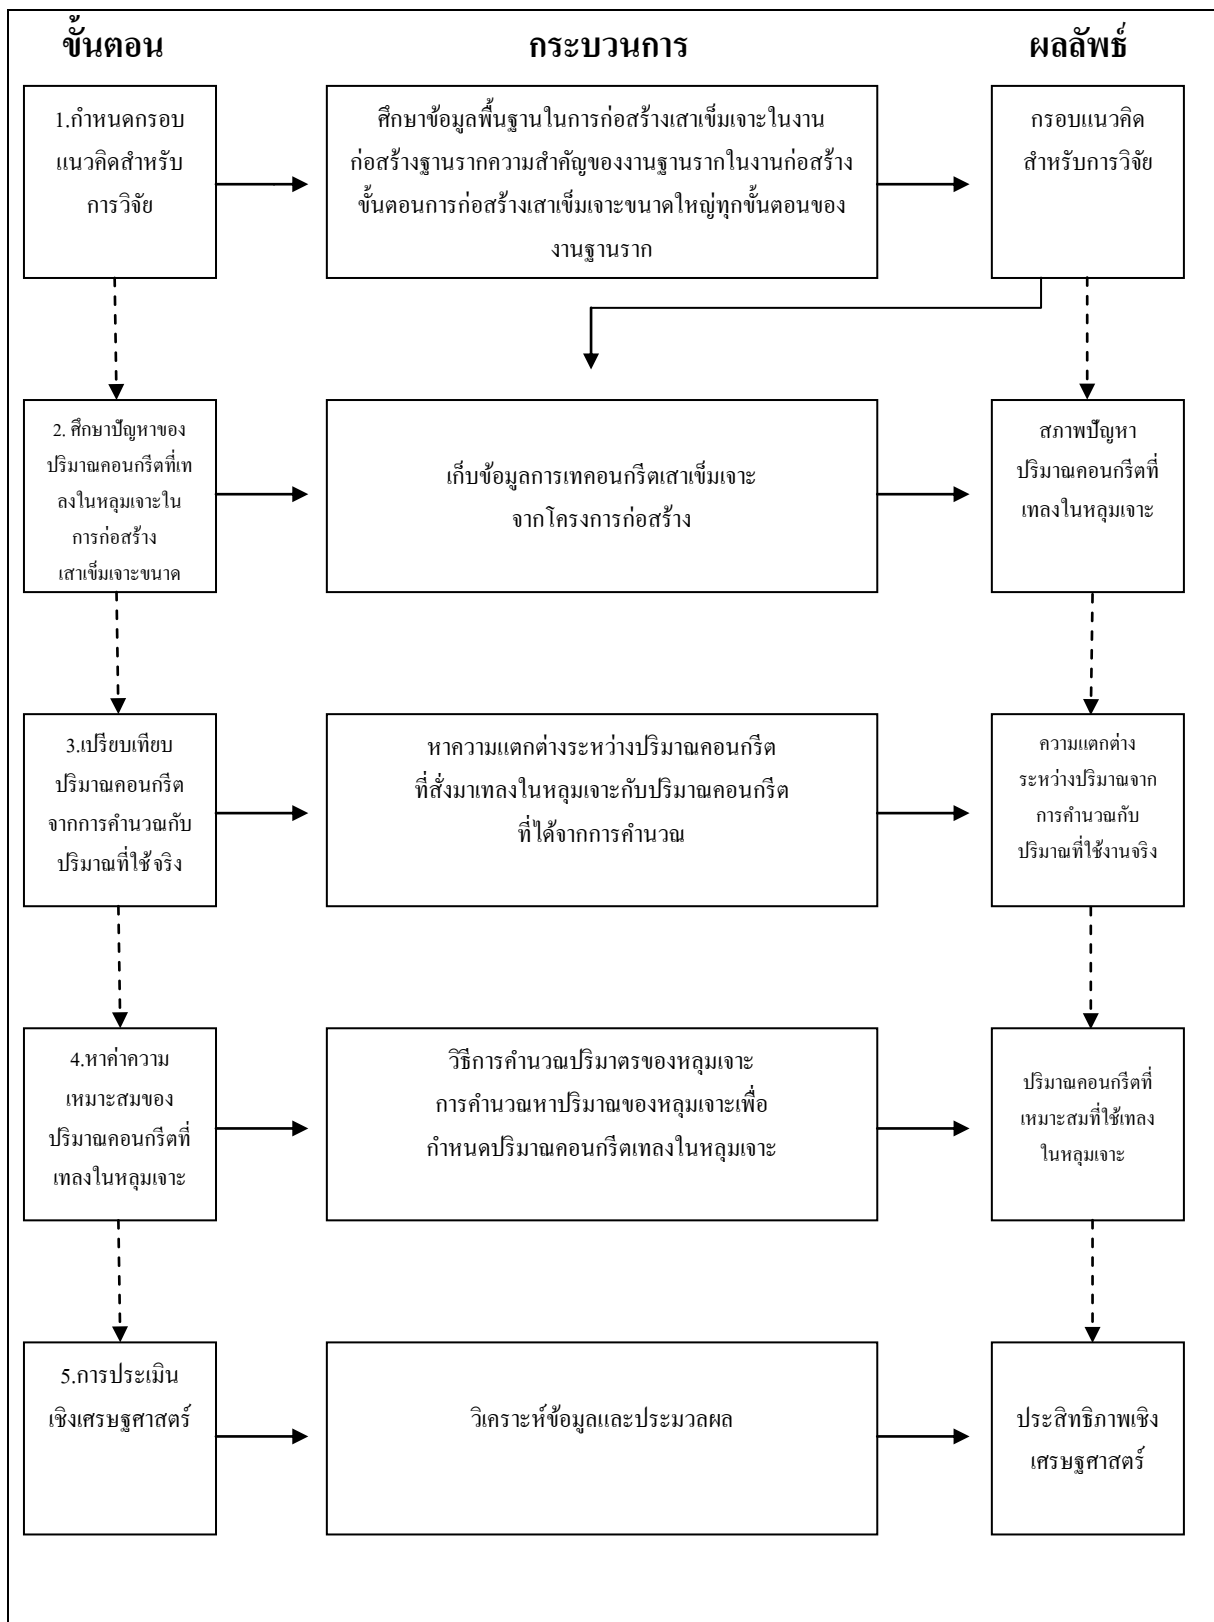 ขั้นตอน
กระบวนการ
ผลลัพธ์
1.กำหนดกรอบ
แนวคิดสำหรับ
การวิจัย
ศึกษาข้อมูลพื้นฐานในการก่อสร้างเสาเข็มเจาะในงาน
ก่อสร้างฐานรากความสำคัญของงานฐานรากในงานก่อสร้าง
ขั้นตอนการก่อสร้างเสาเข็มเจาะขนาดใหญ่ทุกขั้นตอนของ
งานฐานราก
กรอบแนวคิด
สำหรับการวิจัย
2. ศึกษาปัญหาของ
ปริมาณคอนกรีตที่เท
ลงในหลุมเจาะใน
การก่อสร้าง
เสาเข็มเจาะขนาด
เก็บข้อมูลการเทคอนกรีตเสาเข็มเจาะ
จากโครงการก่อสร้าง
สภาพปัญหา
ปริมาณคอนกรีตที่
เทลงในหลุมเจาะ
3.เปรียบเทียบ
ปริมาณคอนกรีต
จากการคำนวณกับ
ปริมาณที่ใช้จริง
หาความแตกต่างระหว่างปริมาณคอนกรีต
ที่สั่งมาเทลงในหลุมเจาะกับปริมาณคอนกรีต
ที่ได้จากการคำนวณ
ความแตกต่าง
ระหว่างปริมาณจาก
การคำนวณกับ
ปริมาณที่ใช้งานจริง
4.หาค่าความ
เหมาะสมของ
ปริมาณคอนกรีตที่
เทลงในหลุมเจาะ
วิธีการคำนวณปริมาตรของหลุมเจาะ
การคำนวณหาปริมาณของหลุมเจาะเพื่อ
กำหนดปริมาณคอนกรีตเทลงในหลุมเจาะ
ปริมาณคอนกรีตที่
เหมาะสมที่ใช้เทลง
ในหลุมเจาะ
5.การประเมิน
เชิงเศรษฐศาสตร์
วิเคราะห์ข้อมูลและประมวลผล
ประสิทธิภาพเชิง
เศรษฐศาสตร์